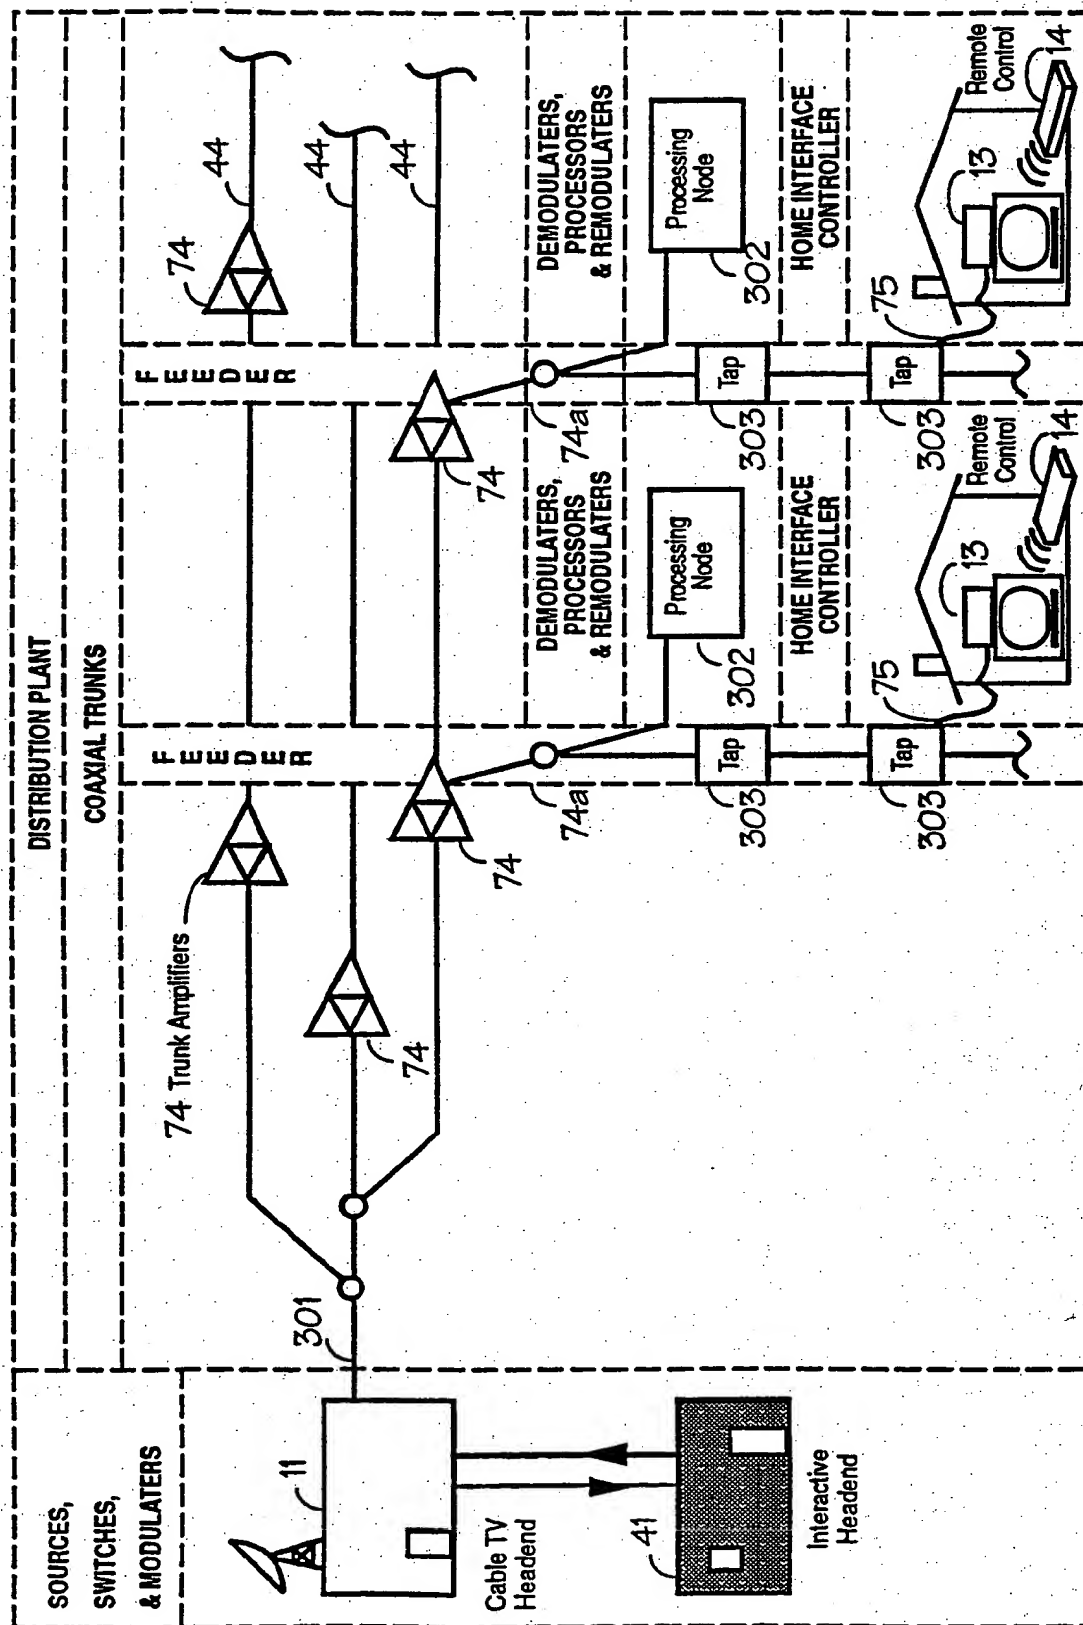 DISTRIBUTION PLANT
COAXIAL TRUNKS
SOURCES,
SWITCHES,
& MODULATERS
11
Cable TV
Headend
41
Interactive
Headend
301
74 Trunk Amplifiers
74
74
FEEDER
74a
DEMODULATERS,
PROCESSORS
& REMODULATERS
Processing
Node
302
Tap
303
HOME INTERFACE
CONTROLLER
Tap
303
75
13
Remote
Control
14
74
FEEDER
74a
DEMODULATERS,
PROCESSORS
& REMODULATERS
Processing
Node
302
Tap
303
HOME INTERFACE
CONTROLLER
Tap
303
75
13
Remote
Control
14
74
44
44
44